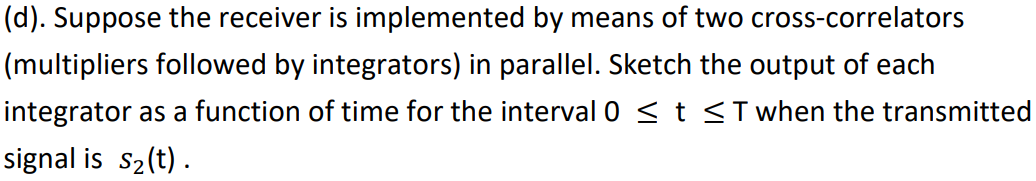 (d). Suppose the receiver is implemented by means of two cross-correlators
(multipliers followed by integrators) in parallel. Sketch the output of each
integrator as a function of time for the interval 0 ≤ t ≤ T when the transmitted
signal is s₂(t) .